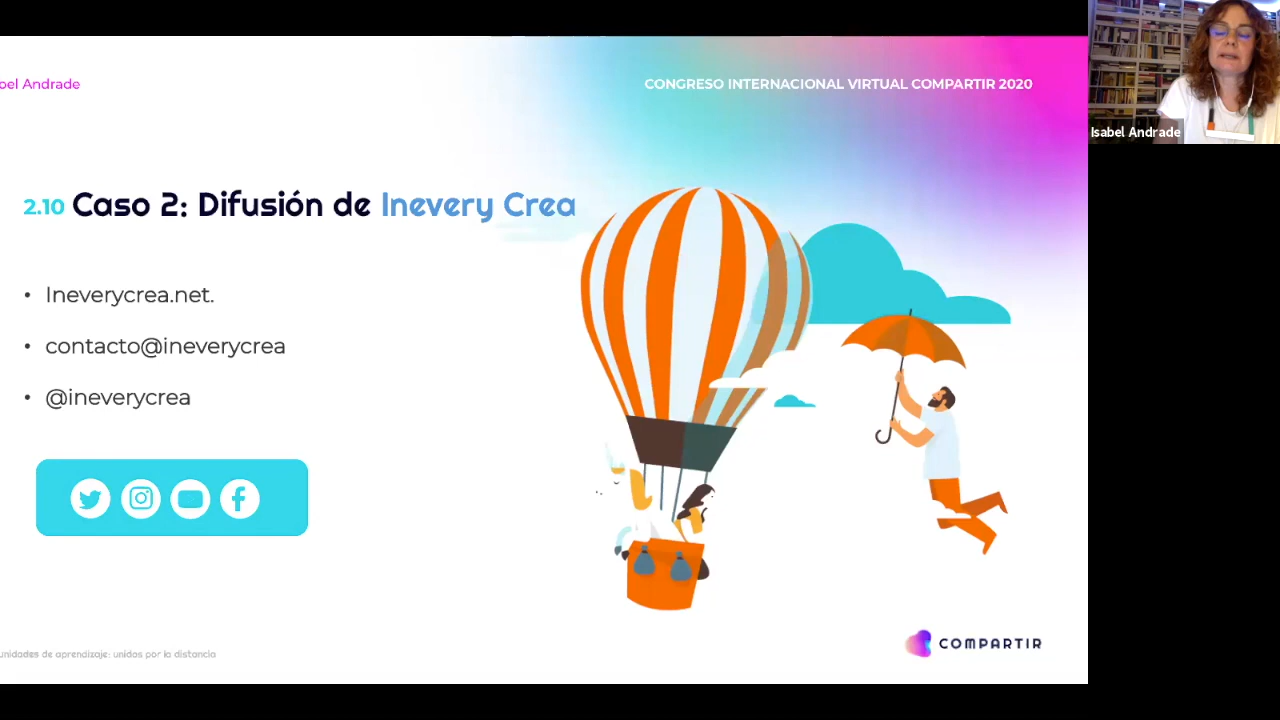 bel Andrade
CONGRESO INTERNACIONAL VIRTUAL COMPARTIR 2020
Isabel Andrade
2.10 Caso 2: Difusión de Inevery Crea
• Ineverycrea.net.
• contacto@ineverycrea
• @ineverycrea
COMPARTIR
unidades de aprendizaje: unidos por la distancia